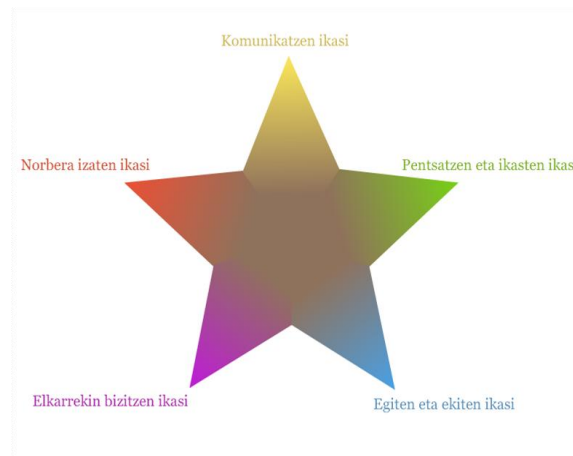 Komunikatzen ikasi
Norbera izaten ikasi
Pentsatzen eta ikasten ikas
Elkarrekin bizitzen ikasi
Egiten eta ekiten ikasi